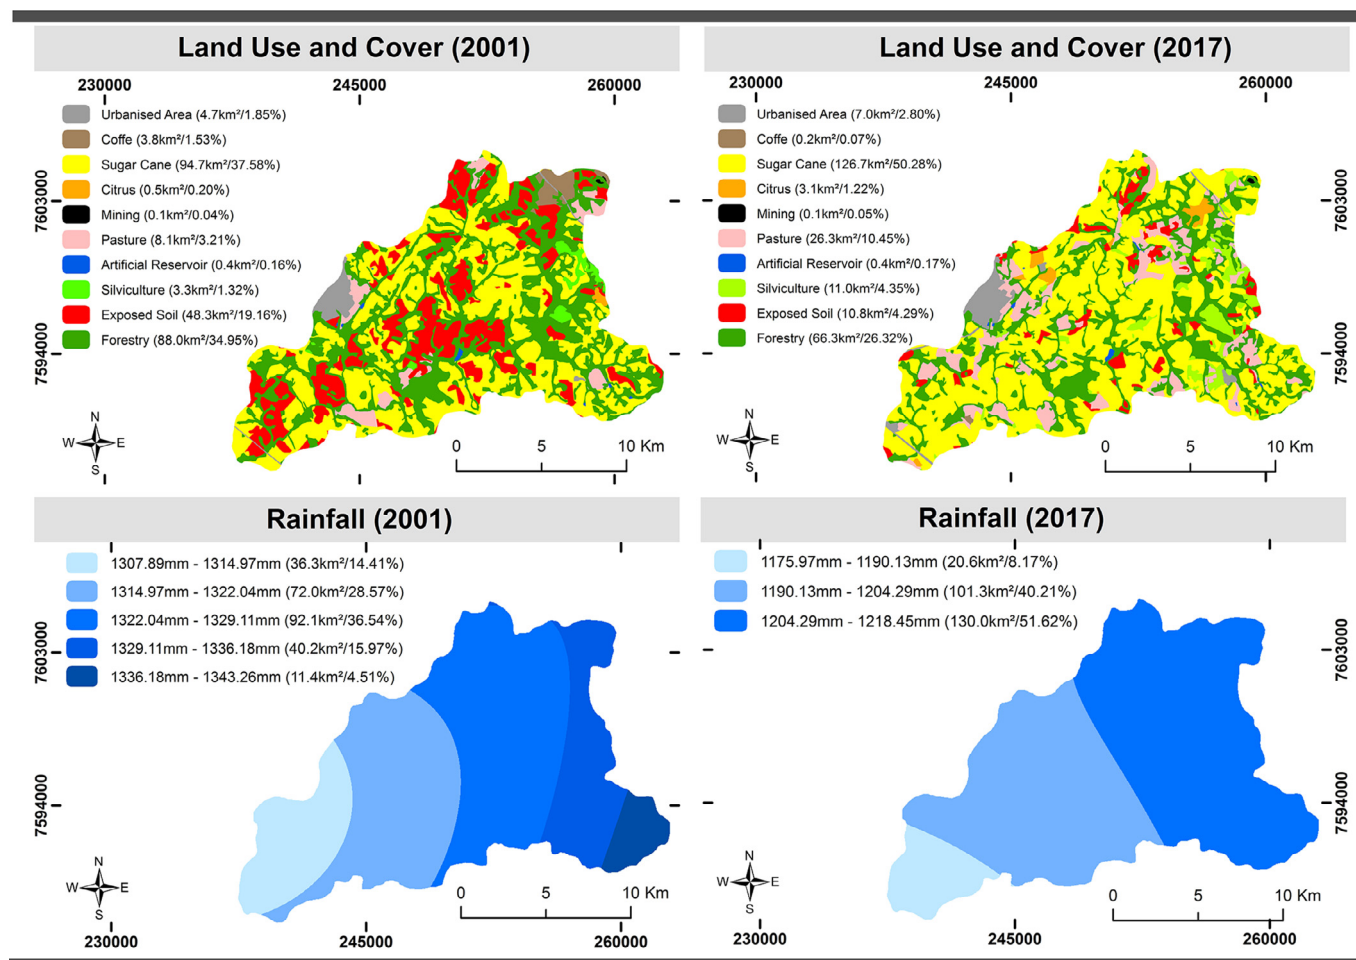 Land Use and Cover (2001)
230000 245000 260000
Urbanised Area (4.7km²/1.85%)
Coffe (3.8km²/1.53%)
Sugar Cane (94.7km²/37.58%)
Citrus (0.5km²/0.20%)
Mining (0.1km²/0.04%)
Pasture (8.1km²/3.21%)
Artificial Reservoir (0.4km²/0.16%)
Silviculture (3.3km²/1.32%)
Exposed Soil (48.3km²/19.16%)
Forestry (88.0km²/34.95%)
7603000
7594000
N
W E
S
0 5 10 Km
Land Use and Cover (2017)
230000 245000 260000
Urbanised Area (7.0km²/2.80%)
Coffe (0.2km²/0.07%)
Sugar Cane (126.7km²/50.28%)
Citrus (3.1km²/1.22%)
Mining (0.1km²/0.05%)
Pasture (26.3km²/10.45%)
Artificial Reservoir (0.4km²/0.17%)
Silviculture (11.0km²/4.35%)
Exposed Soil (10.8km²/4.29%)
Forestry (66.3km²/26.32%)
7603000
7594000
N
W E
S
0 5 10 Km
Rainfall (2001)
1307.89mm - 1314.97mm (36.3km²/14.41%)
1314.97mm - 1322.04mm (72.0km²/28.57%)
1322.04mm - 1329.11mm (92.1km²/36.54%)
1329.11mm - 1336.18mm (40.2km²/15.97%)
1336.18mm - 1343.26mm (11.4km²/4.51%)
7603000
7594000
N
W E
S
0 5 10 Km
230000 245000 260000
Rainfall (2017)
1175.97mm - 1190.13mm (20.6km²/8.17%)
1190.13mm - 1204.29mm (101.3km²/40.21%)
1204.29mm - 1218.45mm (130.0km²/51.62%)
7603000
7594000
N
W E
S
0 5 10 Km
230000 245000 260000